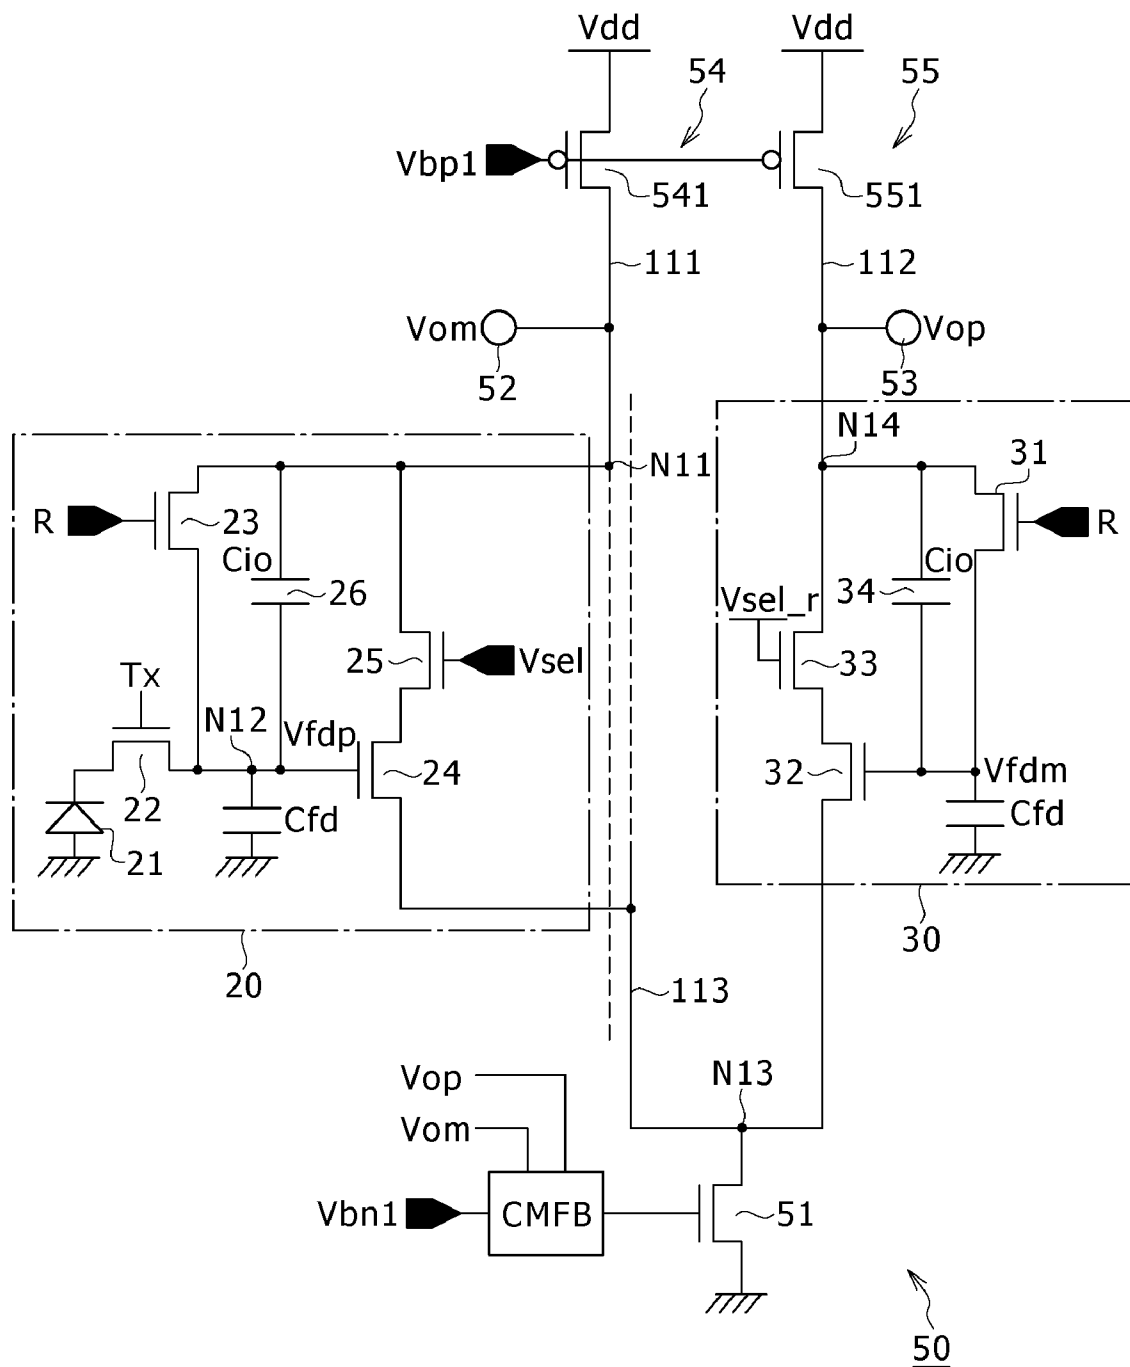 Vdd Vdd
54 55
Vbp1
541 551
111 112
Vom Vop
52 53
N14
N11 31
R 23 R
Cio Cio
26 34
Vsel_r
25 Vsel 33
Tx
N12 Vfdp
24 32 Vfdm
22 Cfd Cfd
21
30
20 113
Vop N13
Vom
Vbn1 CMFB 51
50